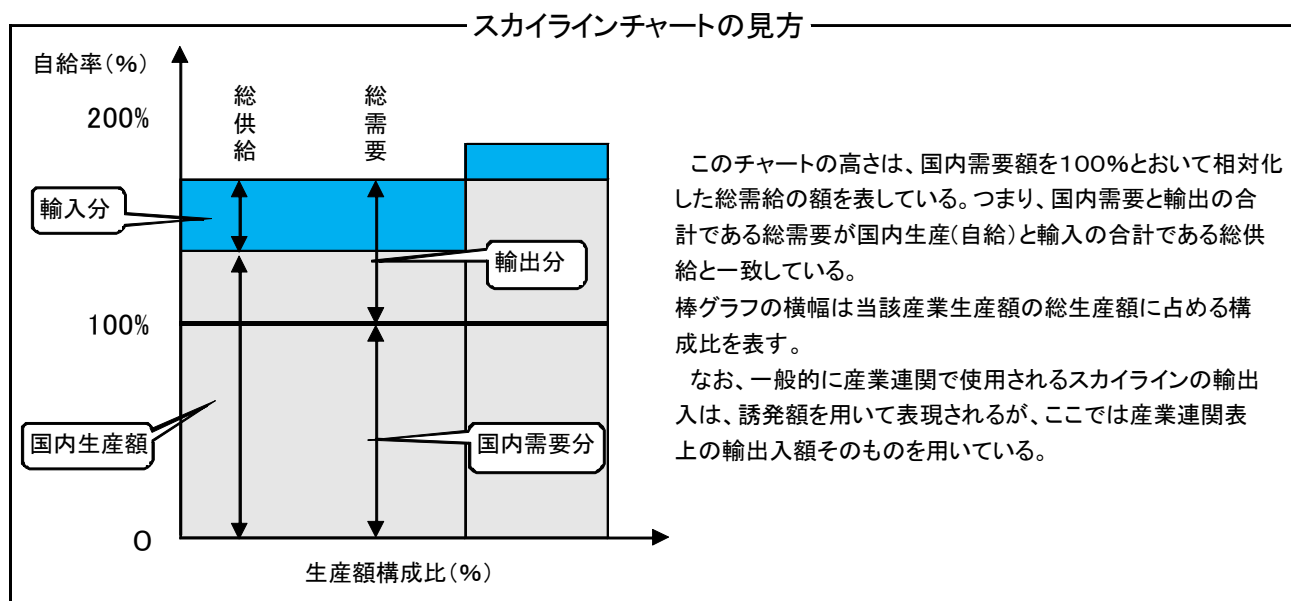 スカイラインチャートの見方
自給率(%)
200%
総供給
総需要
輸入分
輸出分
100%
国内生産額
国内需要分
0
生産額構成比(%)
このチャートの高さは、国内需要額を100%とおいて相対化
した総需給の額を表している。つまり、国内需要と輸出の合
計である総需要が国内生産(自給)と輸入の合計である総供
給と一致している。
棒グラフの横幅は当該産業生産額の総生産額に占める構
成比を表す。
なお、一般的に産業連関で使用されるスカイラインの輸出
入は、誘発額を用いて表現されるが、ここでは産業連関表
上の輸出入額そのものを用いている。